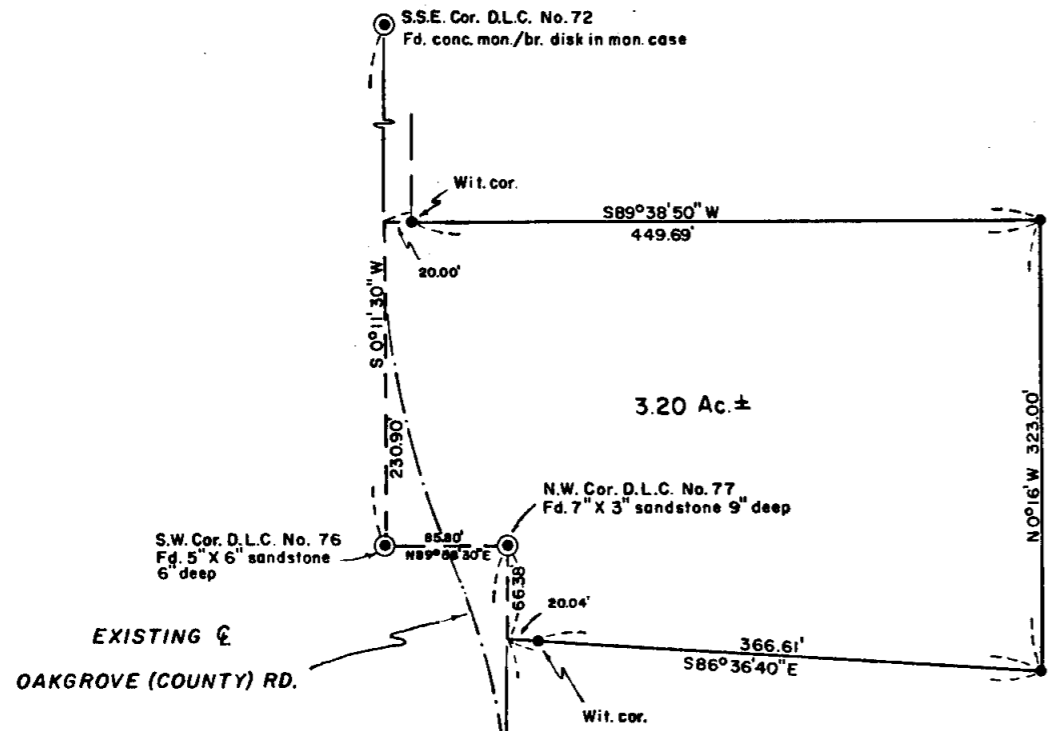 S.S.E. Cor. D.L.C. No. 72
Fd. conc. mon./br. disk in mon. case
Wit. cor.
S89°38'50" W
449.69'
20.00'
S 0°11'30" W
230.90'
3.20 Ac.±
N0°16'W 323.00'
N.W. Cor. D.L.C. No. 77
Fd. 7" X 3" sandstone 9" deep
S.W. Cor. D.L.C. No. 76
Fd. 5" X 6" sandstone
6" deep
85.80'
66.38
20.04'
366.61'
S86°36'40"E
EXISTING ℄
OAKGROVE (COUNTY) RD.
Wit. cor.